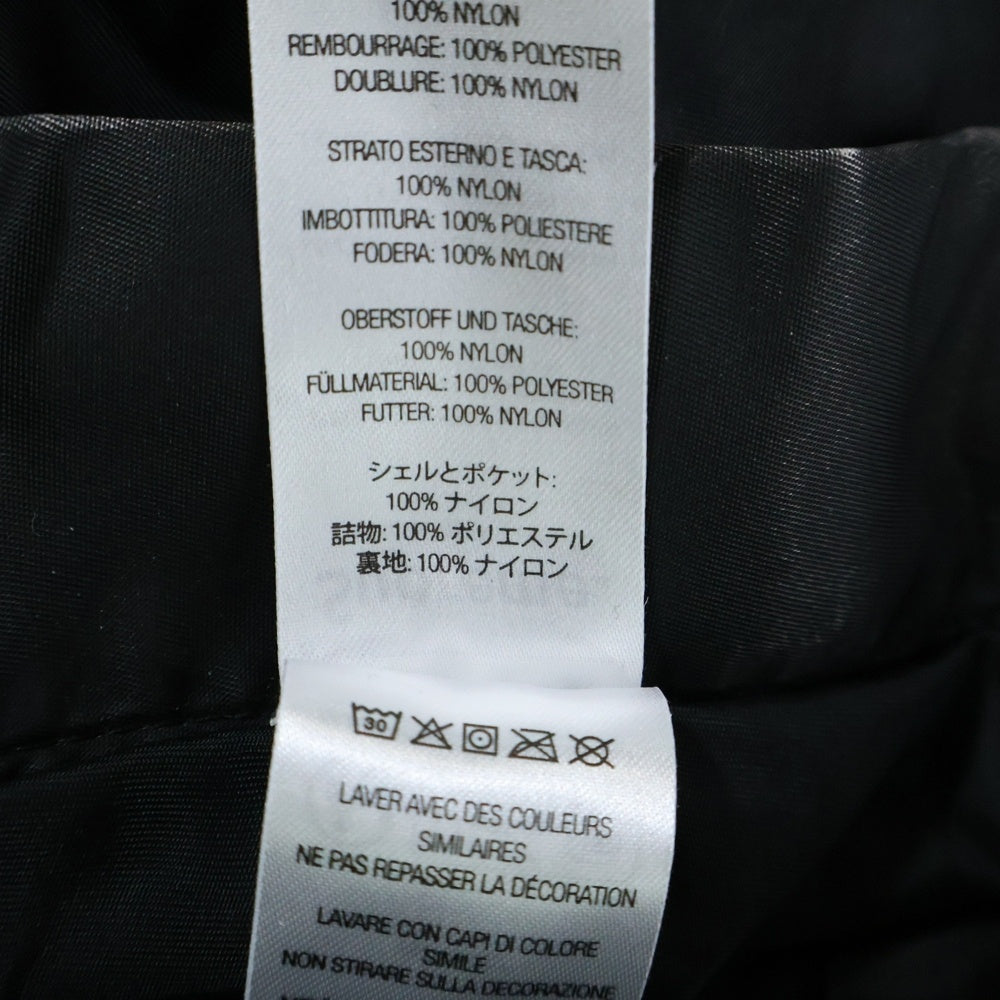 100% NYLON
REMBOURRAGE: 100% POLYESTER
DOUBLURE: 100% NYLON
STRATO ESTERNO E TASCA:
100% NYLON
IMBOTTITURA: 100% POLIESTERE
FODERA: 100% NYLON
OBERSTOFF UND TASCHE:
100% NYLON
FÜLLMATERIAL: 100% POLYESTER
FUTTER: 100% NYLON
シェルとポケット:
100% ナイロン
詰物: 100% ポリエステル
裏地: 100% ナイロン
30
LAVER AVEC DES COULEURS
SIMILAIRES
NE PAS REPASSER LA DÉCORATION
LAVARE CON CAPI DI COLORE
SIMILE
NON STIRARE SULLA DECORAZIONE